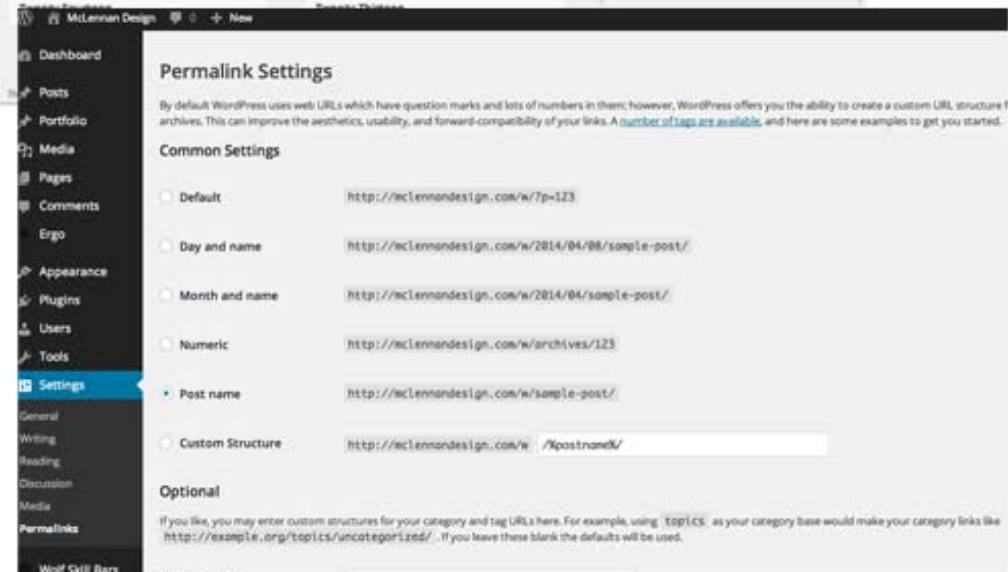 McLennan Design 0 + New
Dashboard
Posts
Portfolio
Media
Pages
Comments
Ergo
Appearance
Plugins
Users
Tools
Settings
General
Writing
Reading
Discussion
Media
Permalinks
Wolf Skill Bars
Permalink Settings
By default WordPress uses web URLs which have question marks and lots of numbers in them; however, WordPress offers you the ability to create a custom URL structure
archives. This can improve the aesthetics, usability, and forward-compatibility of your links. A number of tags are available, and here are some examples to get you started.
Common Settings
Default http://mclennandesign.com/w/?p=123
Day and name http://mclennandesign.com/w/2014/04/08/sample-post/
Month and name http://mclennandesign.com/w/2014/04/sample-post/
Numeric http://mclennandesign.com/w/archives/123
Post name http://mclennandesign.com/w/sample-post/
Custom Structure http://mclennandesign.com/w /%postname%/
Optional
If you like, you may enter custom structures for your category and tag URLs here. For example, using topics as your category base would make your category links like
http://example.org/topics/uncategorized/ . If you leave these blank the defaults will be used.